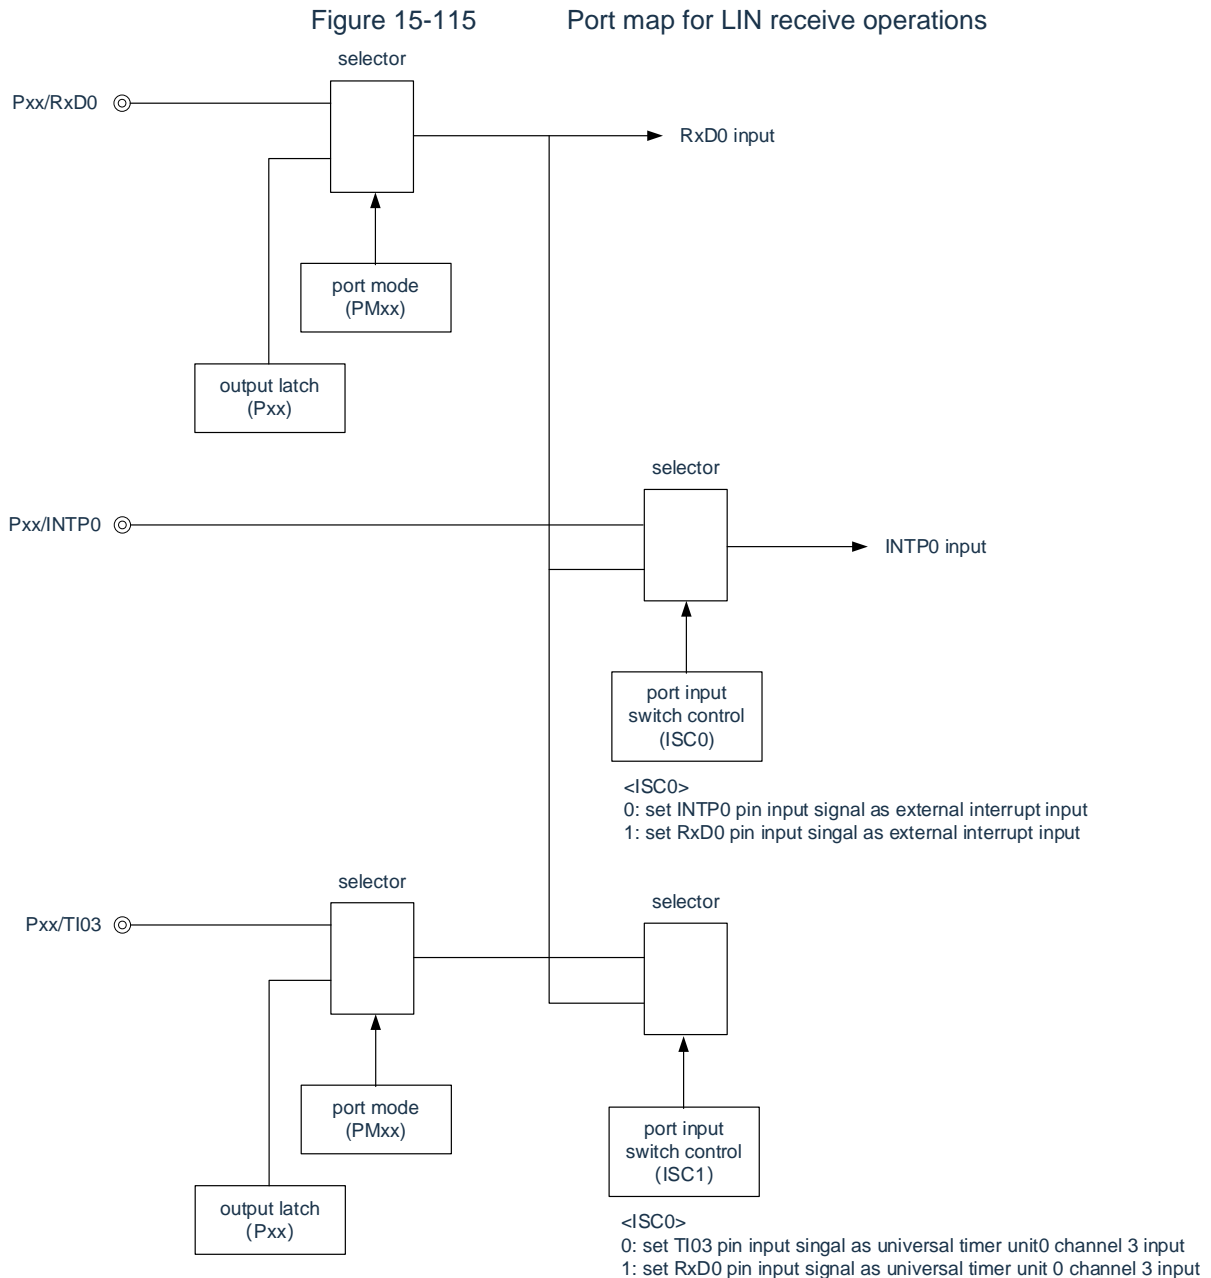 Figure 15-115 Port map for LIN receive operations
selector
Pxx/RxD0
RxD0 input
port mode
(PMxx)
output latch
(Pxx)
selector
Pxx/INTP0
INTP0 input
port input
switch control
(ISC0)
<ISC0>
0: set INTP0 pin input signal as external interrupt input
1: set RxD0 pin input singal as external interrupt input
selector
selector
Pxx/TI03
port mode
(PMxx)
port input
switch control
(ISC1)
output latch
(Pxx)
<ISC0>
0: set TI03 pin input singal as universal timer unit0 channel 3 input
1: set RxD0 pin input signal as universal timer unit 0 channel 3 input